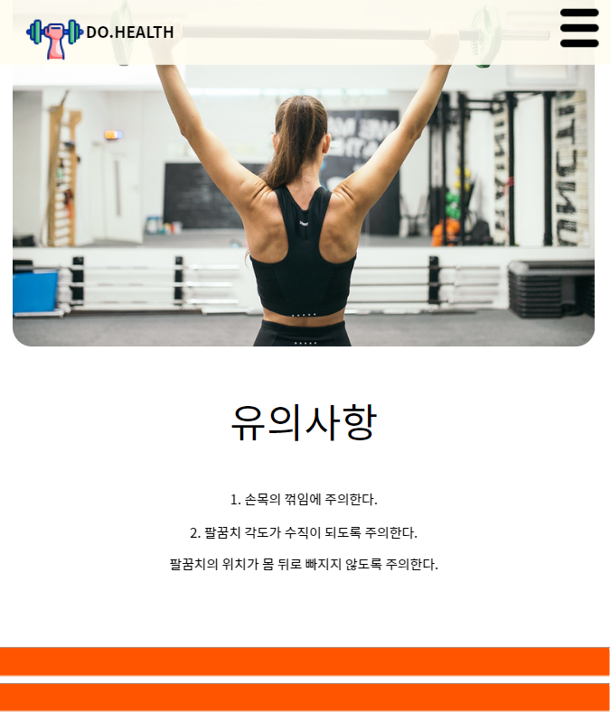 DO.HEALTH
유의사항
1. 손목의 꺾임에 주의한다.
2. 팔꿈치 각도가 수직이 되도록 주의한다.
팔꿈치의 위치가 몸 뒤로 빠지지 않도록 주의한다.